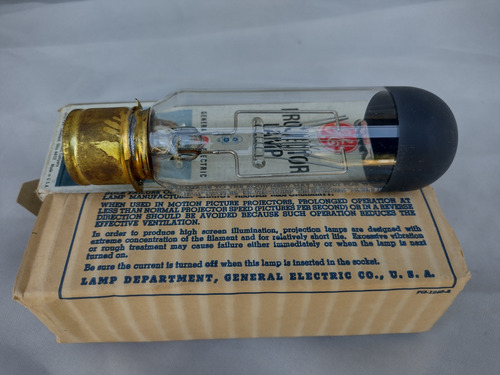 GENERAL ELECTRIC
PROJECTOR
LAMP
LAMP MANUFACTURE
WHEN USED IN MOTION PICTURE PROJECTORS, PROLONGED OPERATION AT
LESS THAN NORMAL PROJECTOR SPEED (PICTURES PER SECOND) OR IN A REVERSE
DIRECTION SHOULD BE AVOIDED BECAUSE SUCH OPERATION REDUCES THE
EFFECTIVE VENTILATION.
In order to produce high screen illumination, projection lamps are designed with
extreme concentration of the filament and for relatively short life. Excessive vibration
or rough treatment may cause failure either immediately or when the lamp is next
turned on.
Be sure the current is turned off when this lamp is inserted in the socket.
LAMP DEPARTMENT, GENERAL ELECTRIC CO., U. S. A.